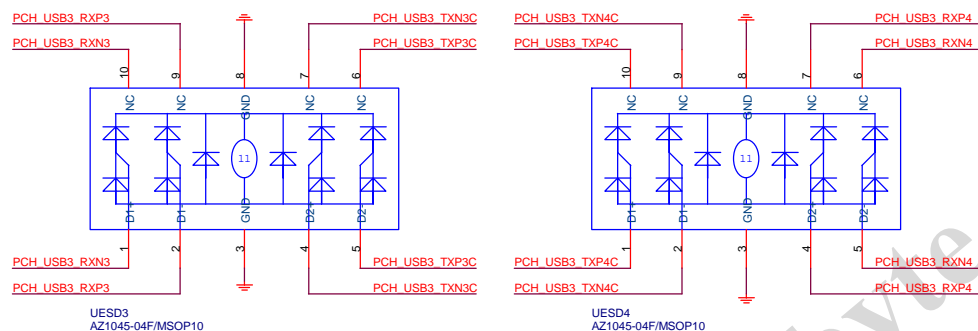 PCH_USB3_RXP3 PCH_USB3_TXN3C PCH_USB3_TXN4C PCH_USB3_RXP4
PCH_USB3_RXN3 PCH_USB3_TXP3C PCH_USB3_TXP4C PCH_USB3_RXN4
10 9 8 7 6 10 9 8 7 6
NC NC GND NC NC NC NC GND NC NC
11 11
D1+ D1- GND D2+ D2- D1+ D1- GND D2+ D2-
1 2 3 4 5 1 2 3 4 5
PCH_USB3_RXN3 PCH_USB3_TXP3C PCH_USB3_TXP4C PCH_USB3_RXN4
PCH_USB3_RXP3 PCH_USB3_TXN3C PCH_USB3_TXN4C PCH_USB3_RXP4
UESD3 UESD4
AZ1045-04F/MSOP10 AZ1045-04F/MSOP10